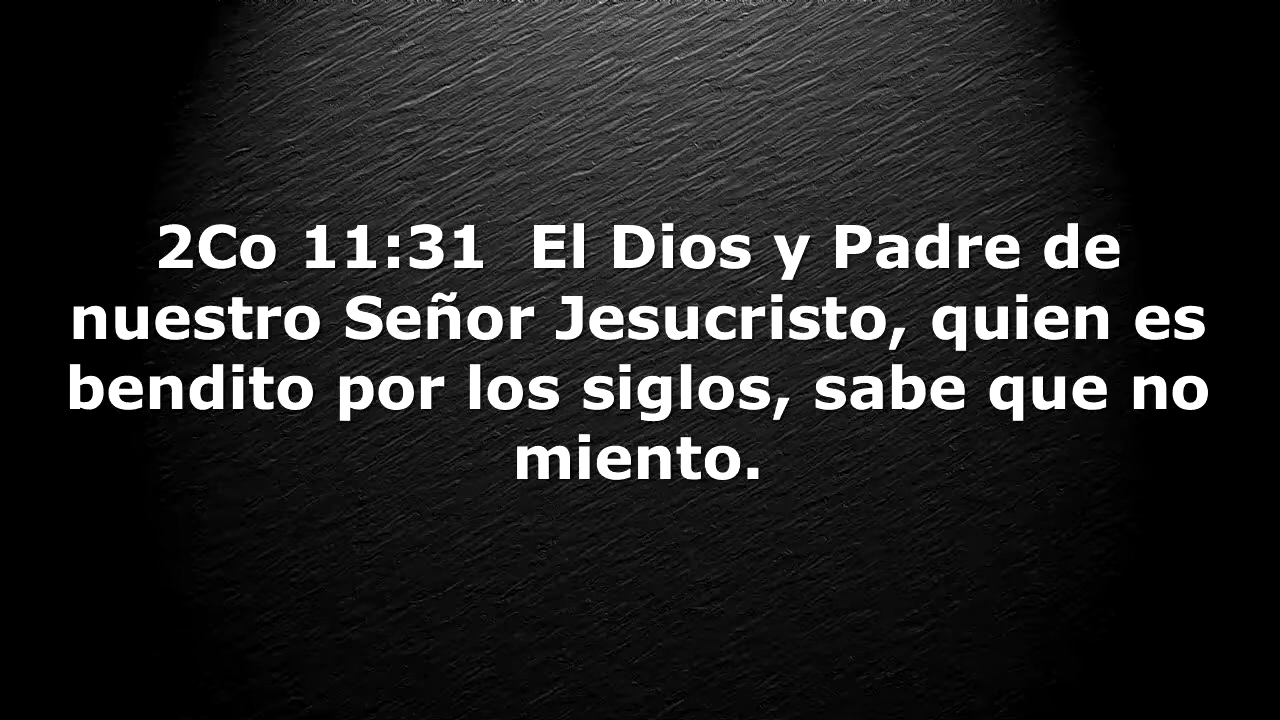 2Co 11:31  El Dios y Padre de
nuestro Señor Jesucristo, quien es
bendito por los siglos, sabe que no
miento.